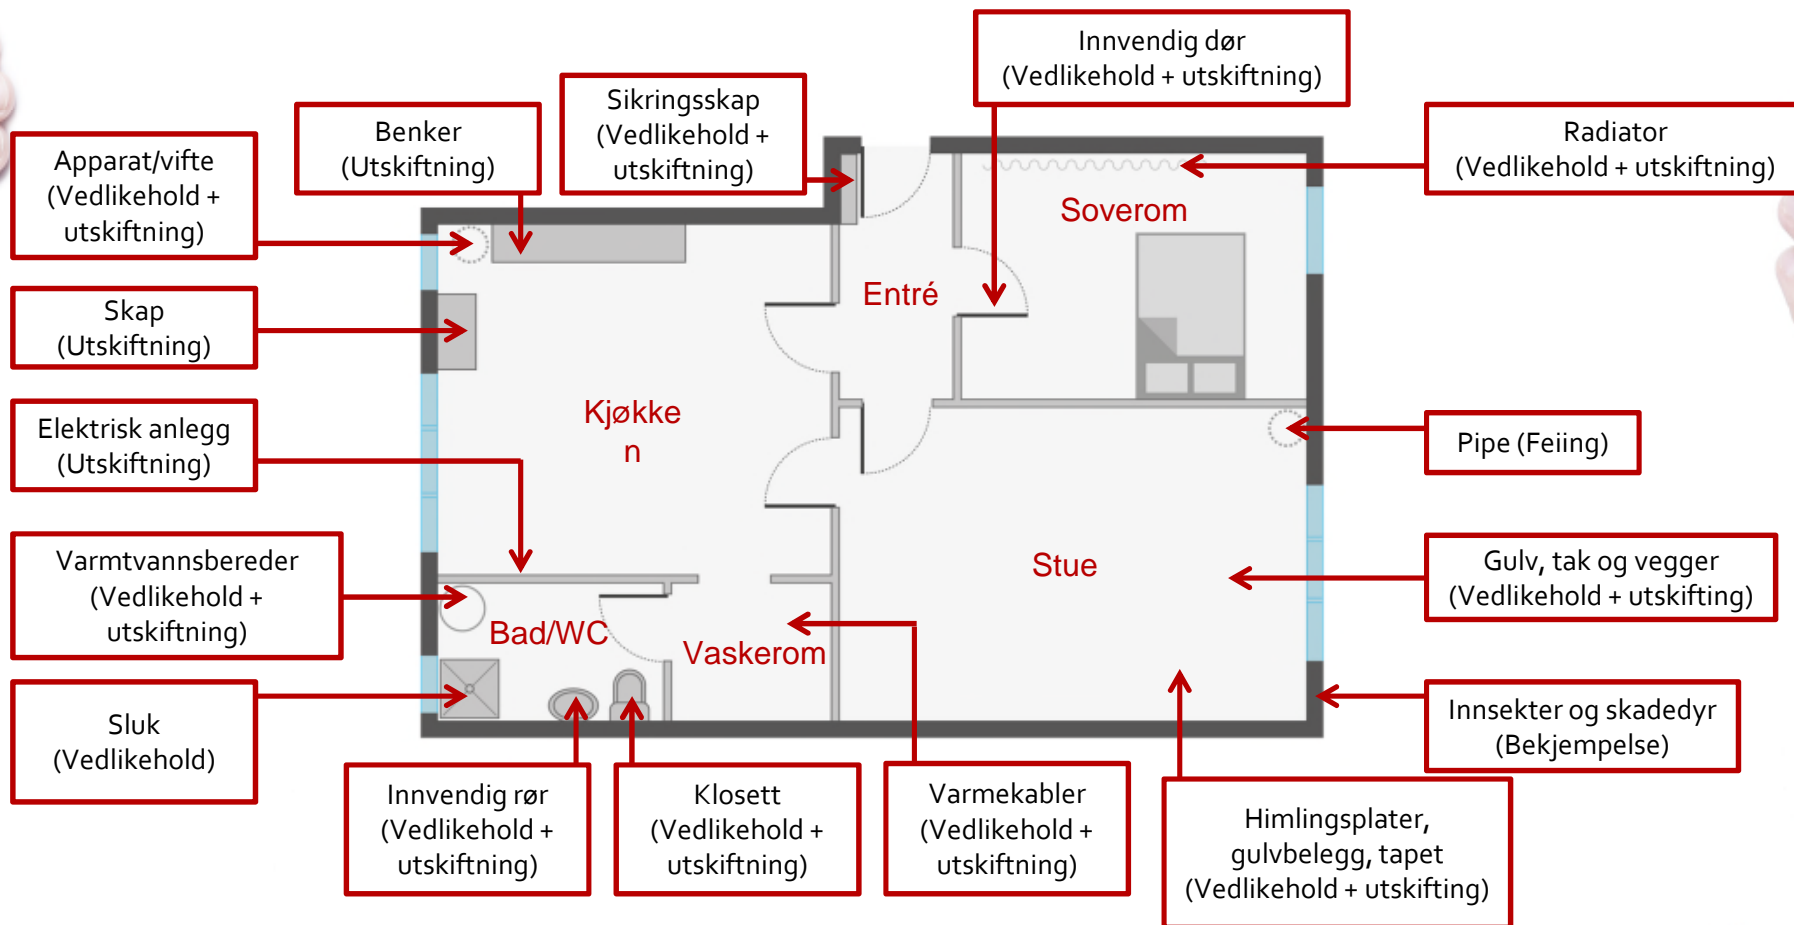 Innvendig dør
(Vedlikehold + utskiftning)
Sikringsskap
(Vedlikehold +
utskiftning)
Benker
(Utskiftning)
Radiator
(Vedlikehold + utskiftning)
Apparat/vifte
(Vedlikehold +
utskiftning)
Soverom
Entré
Skap
(Utskiftning)
Kjøkke
n
Elektrisk anlegg
(Utskiftning)
Pipe (Feiing)
Stue
Varmtvannsbereder
(Vedlikehold +
utskiftning)
Gulv, tak og vegger
(Vedlikehold + utskifting)
Bad/WC
Vaskerom
Sluk
(Vedlikehold)
Innsekter og skadedyr
(Bekjempelse)
Innvendig rør
(Vedlikehold +
utskiftning)
Klosett
(Vedlikehold +
utskiftning)
Varmekabler
(Vedlikehold +
utskiftning)
Himlingsplater,
gulvbelegg, tapet
(Vedlikehold + utskifting)